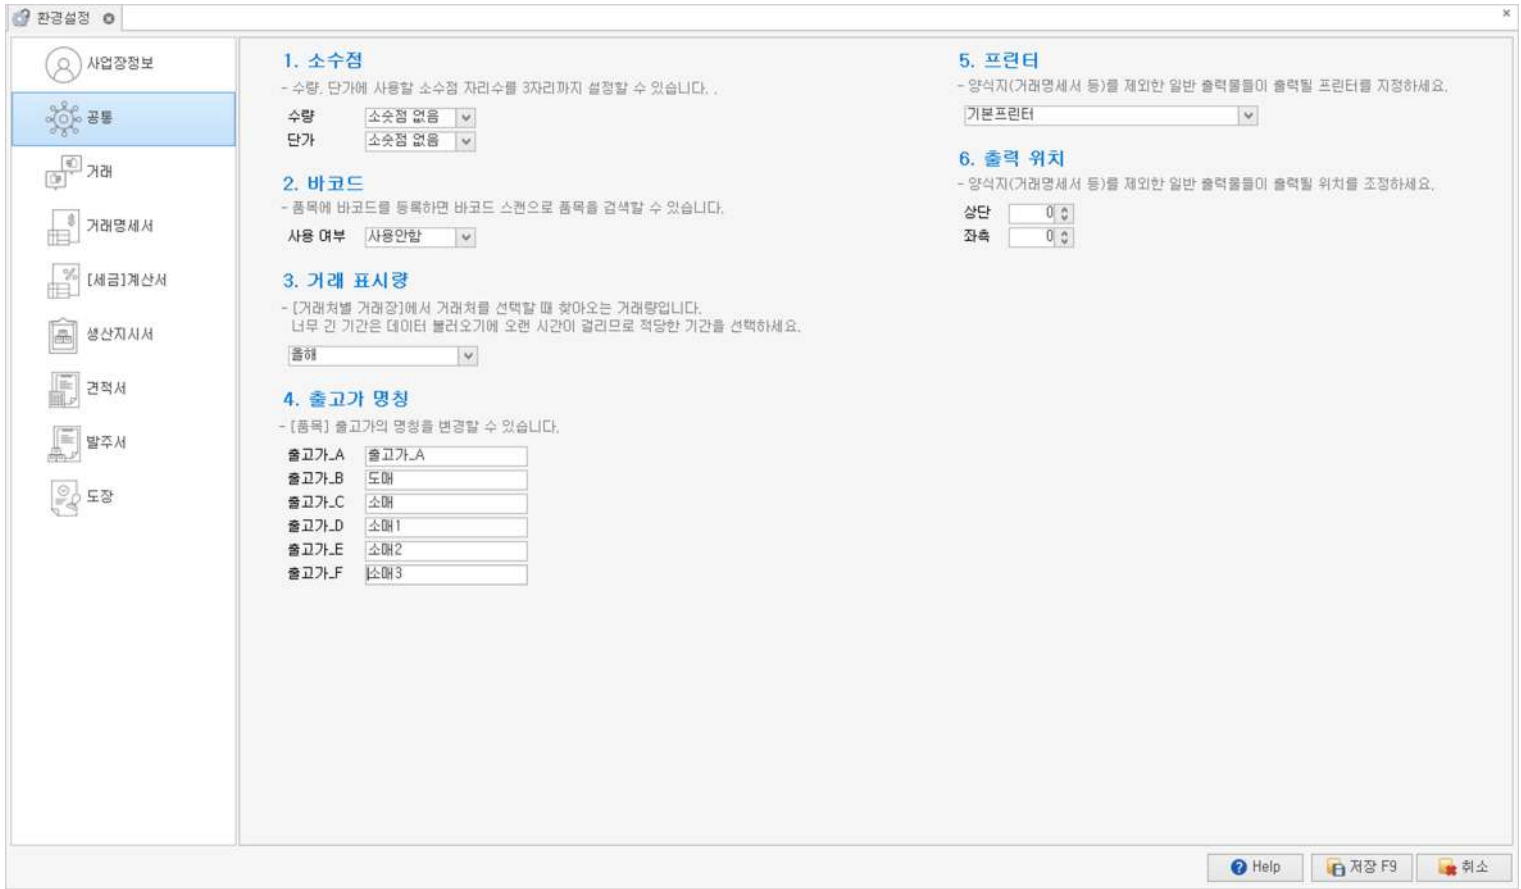 환경설정
사업장정보
공통
거래
거래명세서
[세금]계산서
생산지시서
견적서
발주서
도장
1. 소수점
- 수량, 단가에 사용할 소수점 자리수를 3자리까지 설정할 수 있습니다. .
수량 소숫점 없음
단가 소숫점 없음
2. 바코드
- 품목에 바코드를 등록하면 바코드 스캔으로 품목을 검색할 수 있습니다.
사용 여부 사용안함
3. 거래 표시량
- [거래처별 거래장]에서 거래처를 선택할 때 찾아오는 거래량입니다.
너무 긴 기간은 데이터 불러오기에 오랜 시간이 걸리므로 적당한 기간을 선택하세요.
올해
4. 출고가 명칭
- [품목] 출고가의 명칭을 변경할 수 있습니다.
출고가_A 출고가_A
출고가_B 도매
출고가_C 소매
출고가_D 소매1
출고가_E 소매2
출고가_F 소매3
5. 프린터
- 양식지(거래명세서 등)를 제외한 일반 출력물들이 출력될 프린터를 지정하세요.
기본프린터
6. 출력 위치
- 양식지(거래명세서 등)를 제외한 일반 출력물들이 출력될 위치를 조정하세요.
상단 0
좌측 0
Help
저장 F9
취소